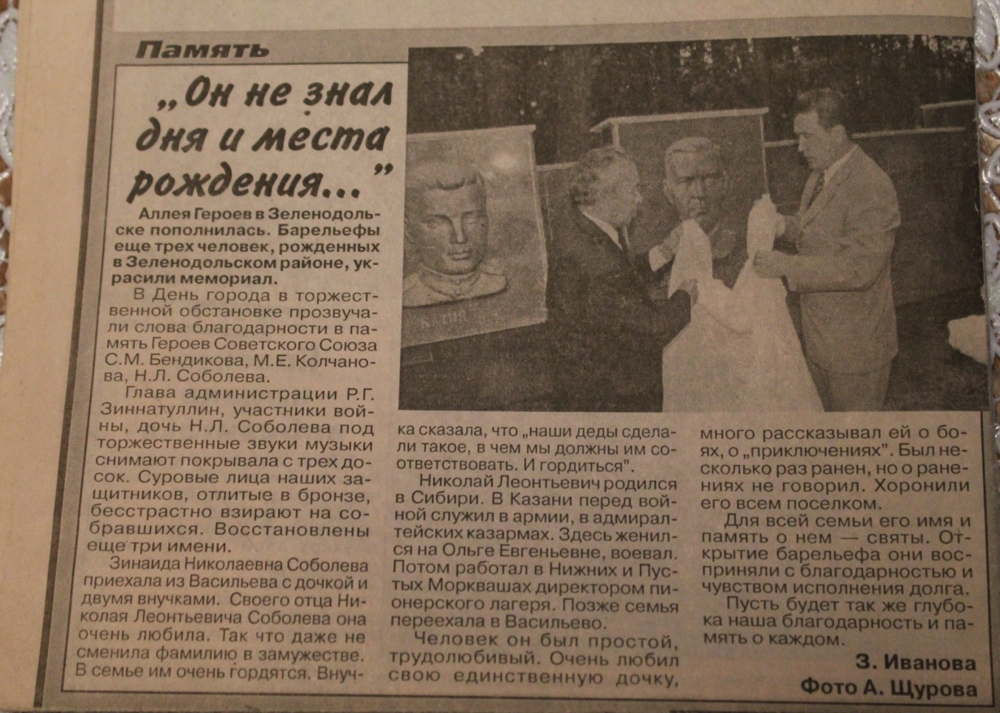 Память
„Он не знал
дня и места
рождения...”
Аллея Героев в Зеленодоль-
ске пополнилась. Барельефы
еще трех человек, рожденных
в Зеленодольском районе, ук-
расили мемориал.
В День города в торжест-
венной обстановке прозвуча-
ли слова благодарности в па-
мять Героев Советского Союза
С.М. Бендикова, М.Е. Колчано-
ва, Н.Л. Соболева.
Глава администрации Р.Г.
Зиннатуллин, участники вой-
ны, дочь Н.Л. Соболева под
торжественные звуки музыки
снимают покрывала с трех до-
сок. Суровые лица наших за-
щитников, отлитые в бронзе,
бесстрастно взирают на со-
бравшихся. Восстановлены
еще три имени.
Зинаида Николаевна Соболева
приехала из Васильева с дочкой и
двумя внучками. Своего отца Ни-
колая Леонтьевича Соболева она
очень любила. Так что даже не
сменила фамилию в замужестве.
В семье им очень гордятся. Внуч-
ка сказала, что „наши деды сдела-
ли такое, в чем мы должны им со-
ответствовать. И гордиться”.
Николай Леонтьевич родился
в Сибири. В Казани перед вой-
ной служил в армии, в адмирал-
тейских казармах. Здесь женил-
ся на Ольге Евгеньевне, воевал.
Потом работал в Нижних и Пус-
тых Морквашах директором пи-
онерского лагеря. Позже семья
переехала в Васильево.
Человек он был простой,
трудолюбивый. Очень любил
свою единственную дочку,
много рассказывал ей о бо-
ях, о „приключениях”. Был не-
сколько раз ранен, но о ране-
ниях не говорил. Хоронили
его всем поселком.
Для всей семьи его имя и
память о нем — святы. От-
крытие барельефа они вос-
приняли с благодарностью и
чувством исполнения долга.
Пусть будет так же глубо-
ка наша благодарность и па-
мять о каждом.
З. Иванова
Фото А. Щурова